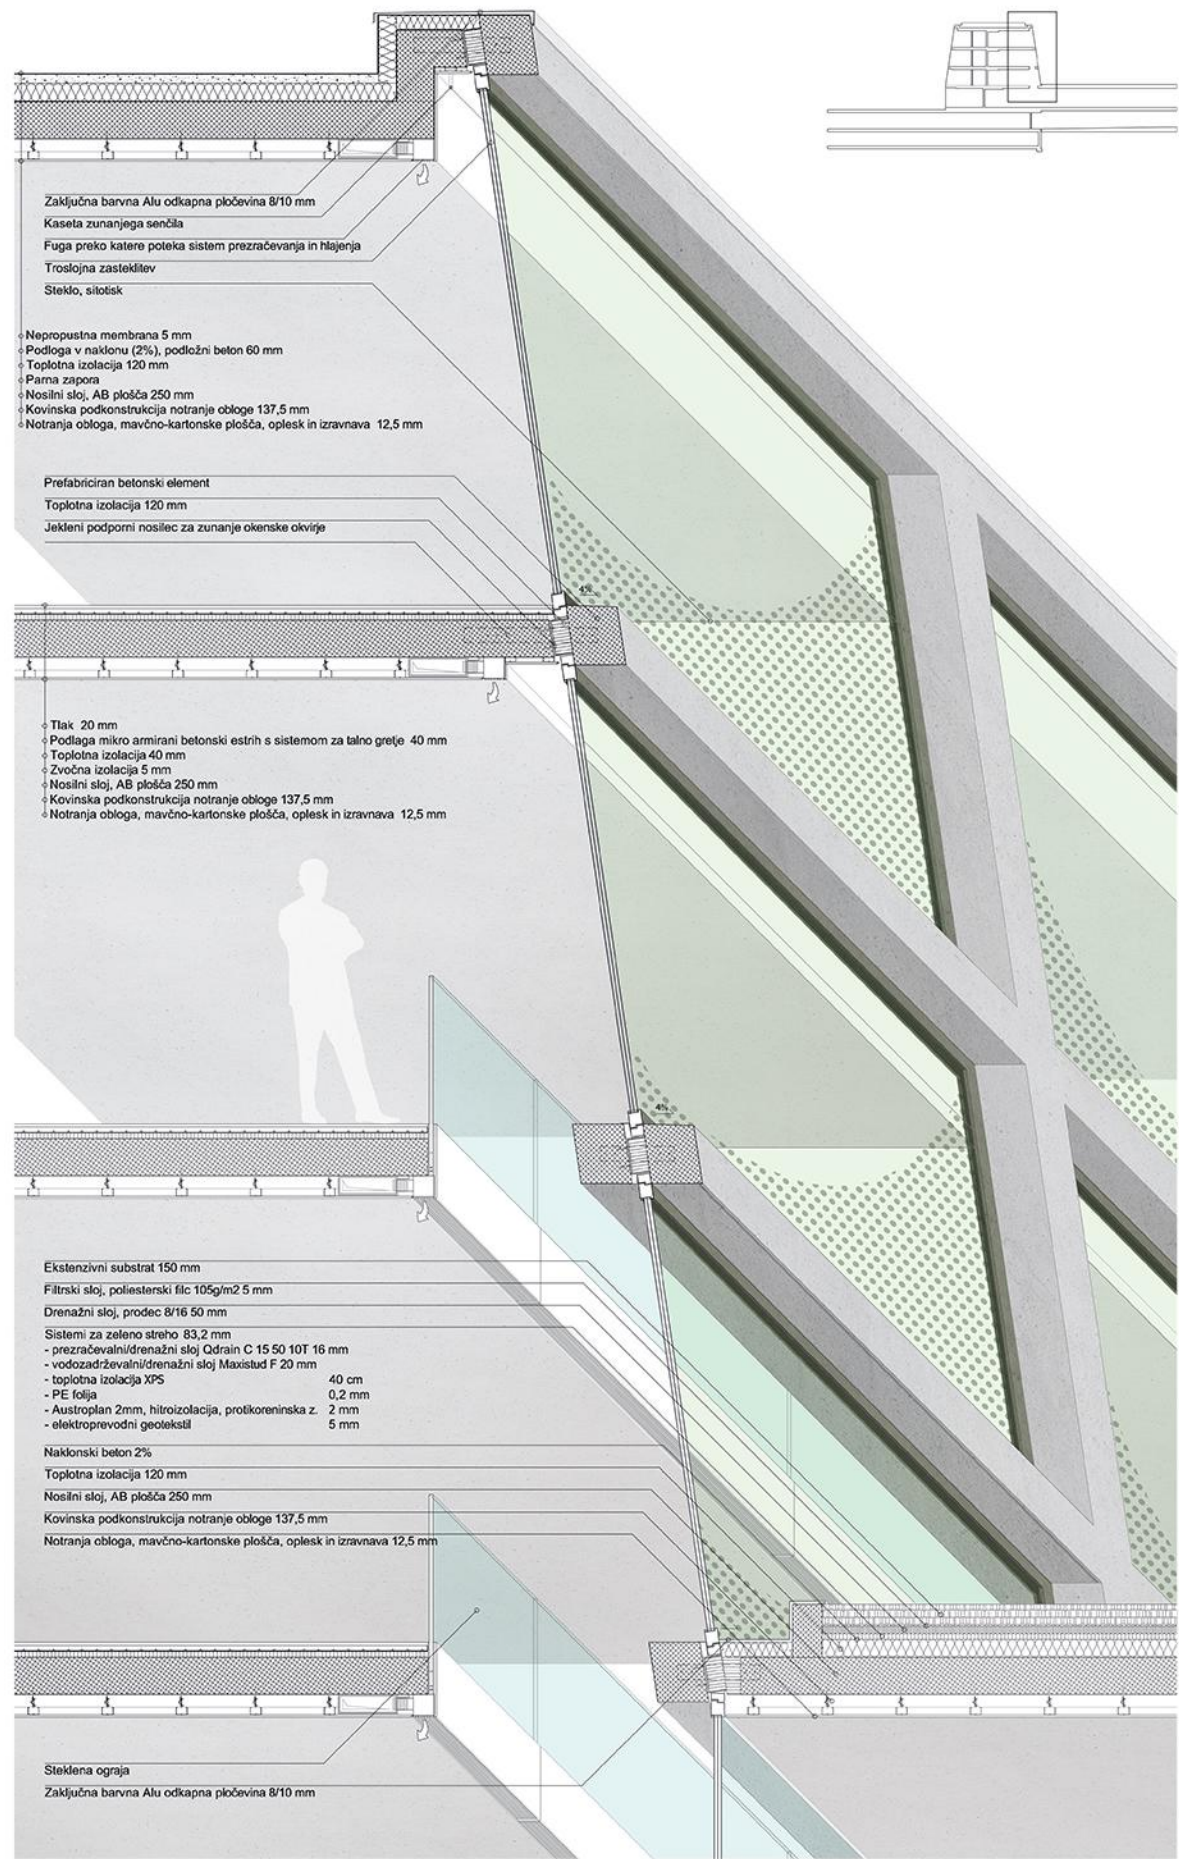 Zaključna barvna Alu odkapna pločevina 8/10 mm
Kaseta zunanjega senčila
Fuga preko katere poteka sistem prezračevanja in hlajenja
Troslojna zasteklitev
Steklo, sitotisk
Nepropustna membrana 5 mm
Podloga v naklonu (2%), podložni beton 60 mm
Toplotna izolacija 120 mm
Parna zapora
Nosilni sloj, AB plošča 250 mm
Kovinska podkonstrukcija notranje obloge 137,5 mm
Notranja obloga, mavčno-kartonske plošča, oplesk in izravnava 12,5 mm
Prefabriciran betonski element
Toplotna izolacija 120 mm
Jekleni podporni nosilec za zunanje okenske okvirje
4%
Tlak 20 mm
Podlaga mikro armirani betonski estrih s sistemom za talno gretje 40 mm
Toplotna izolacija 40 mm
Zvočna izolacija 5 mm
Nosilni sloj, AB plošča 250 mm
Kovinska podkonstrukcija notranje obloge 137,5 mm
Notranja obloga, mavčno-kartonske plošča, oplesk in izravnava 12,5 mm
4%
Ekstenzivni substrat 150 mm
Filtrski sloj, poliesterski filc 105g/m2 5 mm
Drenažni sloj, prodec 8/16 50 mm
Sistemi za zeleno streho 83,2 mm
- prezračevalni/drenažni sloj Qdrain C 15 50 10T 16 mm
- vodozadrževalni/drenažni sloj Maxistud F 20 mm
- toplotna izolacija XPS 40 cm
- PE folija 0,2 mm
- Austroplan 2mm, hitroizolacija, protikoreninska z. 2 mm
- elektroprevodni geotekstil 5 mm
Naklonski beton 2%
Toplotna izolacija 120 mm
Nosilni sloj, AB plošča 250 mm
Kovinska podkonstrukcija notranje obloge 137,5 mm
Notranja obloga, mavčno-kartonske plošča, oplesk in izravnava 12,5 mm
Steklena ograja
Zaključna barvna Alu odkapna pločevina 8/10 mm